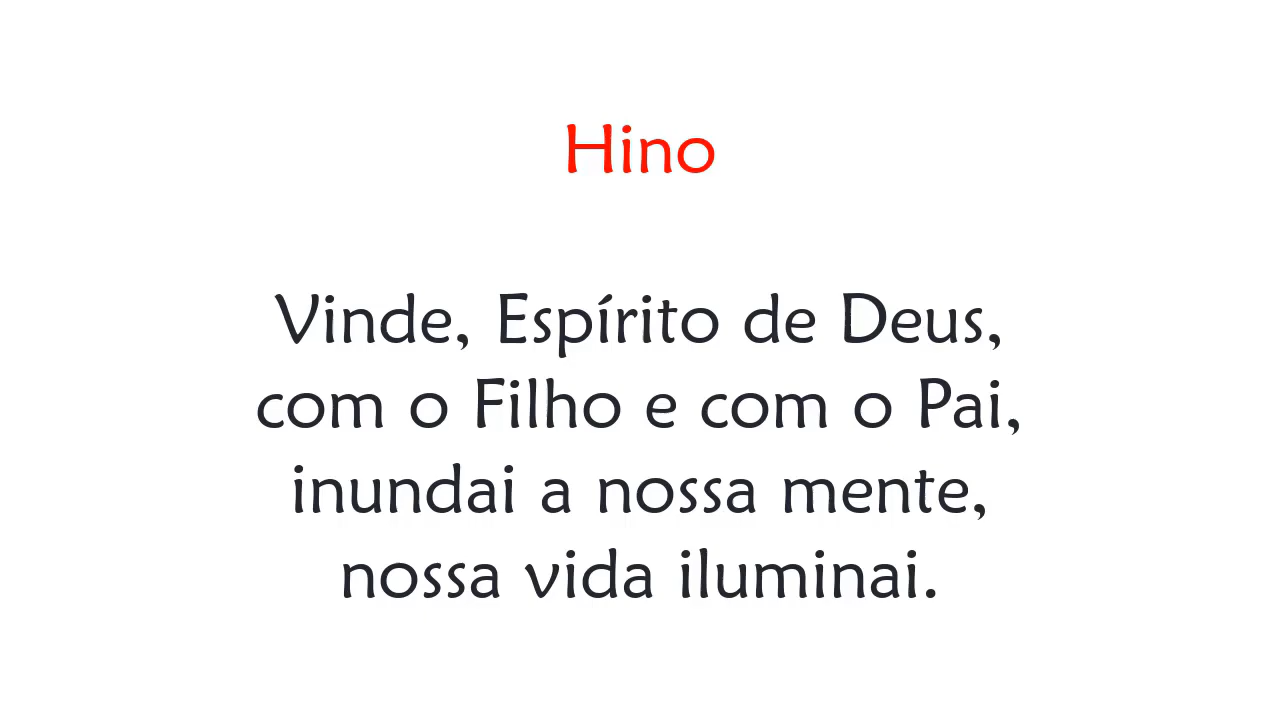 Hino
Vinde, Espírito de Deus,
com o Filho e com o Pai,
inundai a nossa mente,
nossa vida iluminai.